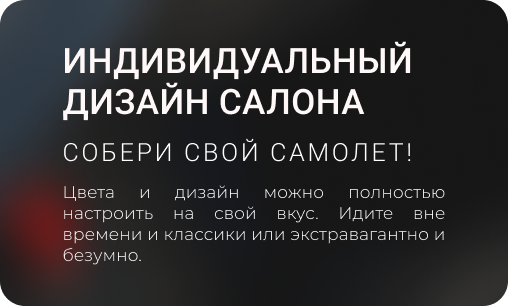 ИНДИВИДУАЛЬНЫЙ
ДИЗАЙН САЛОНА
СОБЕРИ СВОЙ САМОЛЕТ!
Цвета и дизайн можно полностью
настроить на свой вкус. Идите вне
времени и классики или экстравагантно и
безумно.